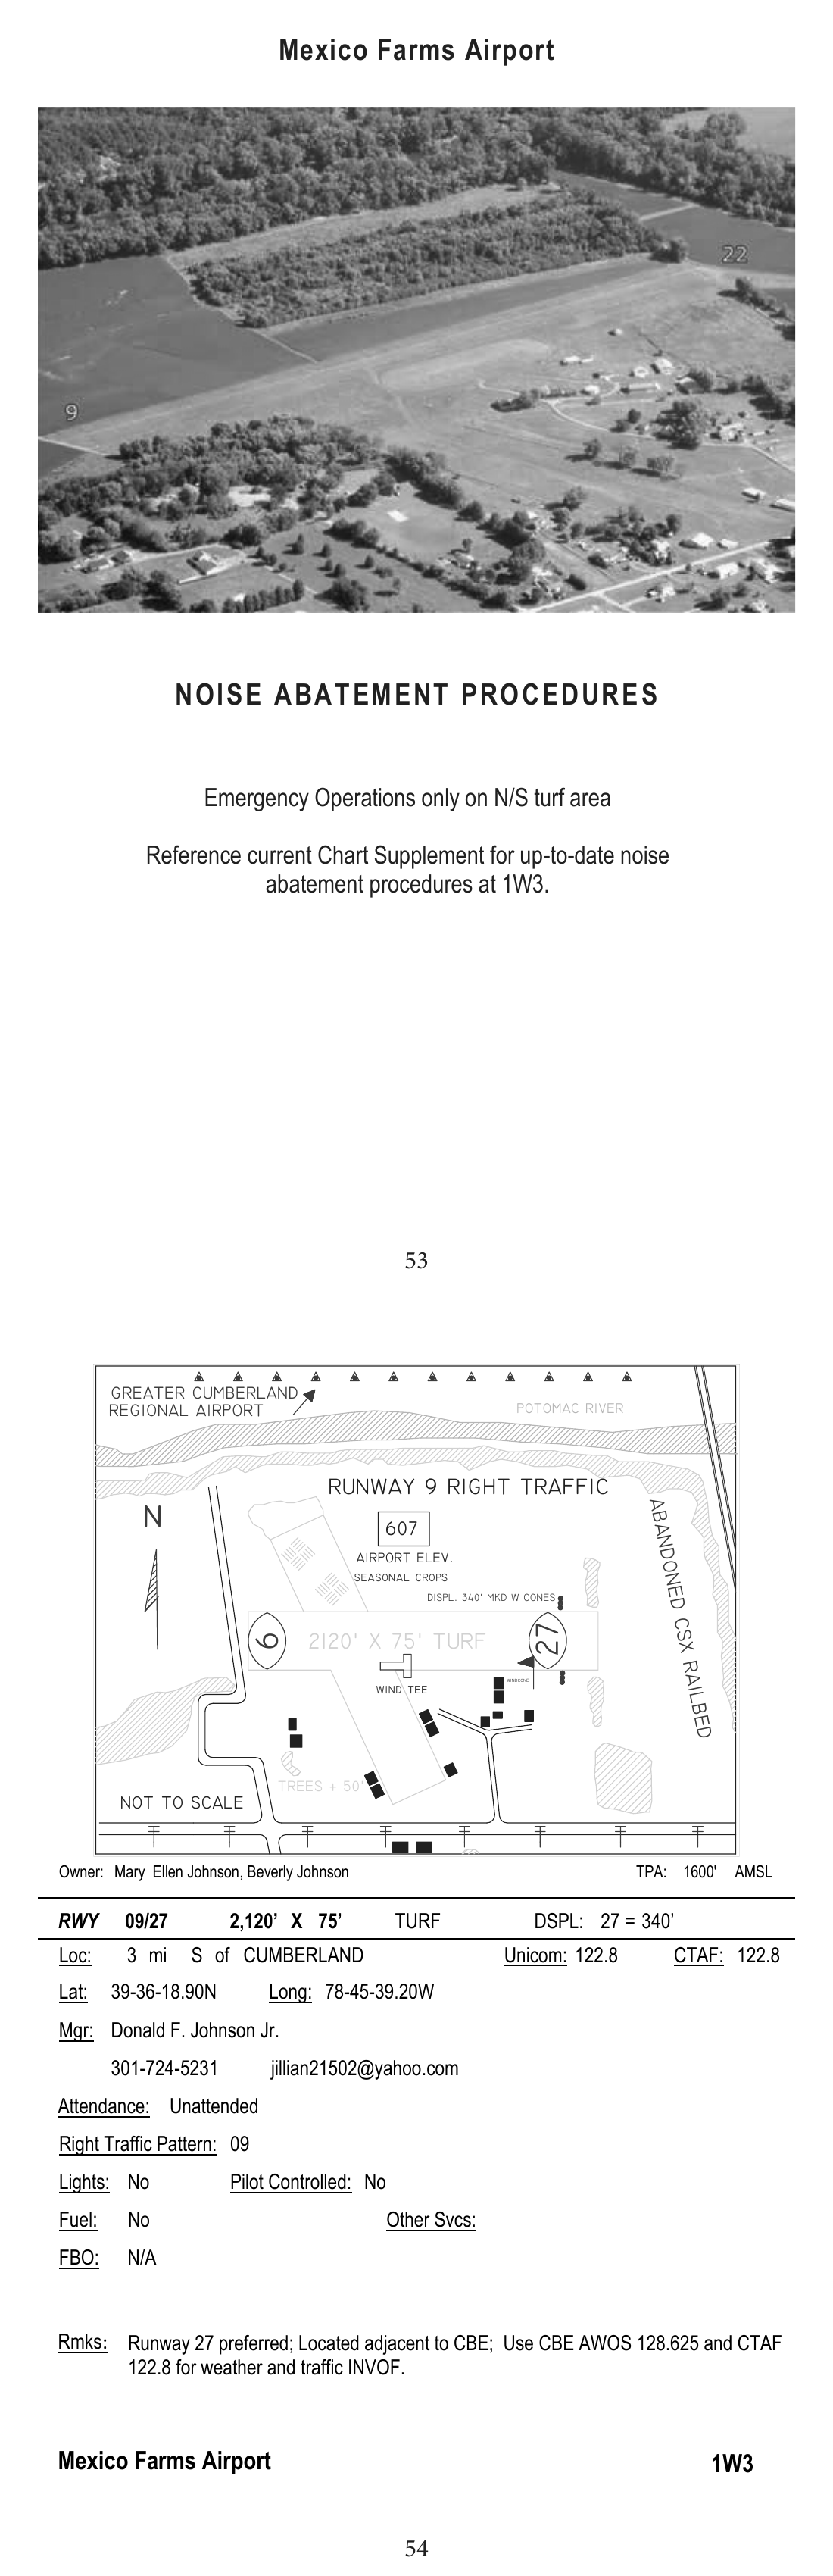 Mexico Farms Airport
22
9
NOISE ABATEMENT PROCEDURES
Emergency Operations only on N/S turf area
Reference current Chart Supplement for up-to-date noise
abatement procedures at 1W3.
53
GREATER CUMBERLAND
REGIONAL AIRPORT
POTOMAC RIVER
RUNWAY 9 RIGHT TRAFFIC
N
607
AIRPORT ELEV.
SEASONAL CROPS
ABANDONED CSX RAILBED
DISPL. 340' MKD W CONES
9
2120' X 75' TURF
27
WINDCONE
WIND TEE
TREES + 50'
NOT TO SCALE
Owner: Mary Ellen Johnson, Beverly Johnson TPA: 1600' AMSL
RWY 09/27 2,120’ X 75’ TURF DSPL: 27 = 340’
Loc: 3 mi S of CUMBERLAND Unicom: 122.8 CTAF: 122.8
Lat: 39-36-18.90N Long: 78-45-39.20W
Mgr: Donald F. Johnson Jr.
301-724-5231 jillian21502@yahoo.com
Attendance: Unattended
Right Traffic Pattern: 09
Lights: No Pilot Controlled: No
Fuel: No Other Svcs:
FBO: N/A
Rmks: Runway 27 preferred; Located adjacent to CBE; Use CBE AWOS 128.625 and CTAF
122.8 for weather and traffic INVOF.
Mexico Farms Airport 1W3
54